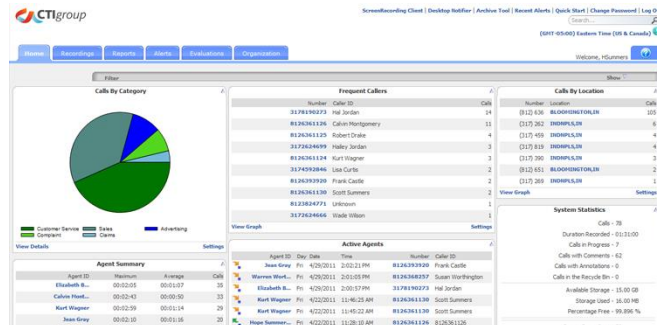 CTIgroup
ScreenRecording Client | Desktop Notifier | Archive Tool | Recent Alerts | Quick Start | Change Password | Log O
Search...
(GMT-05:00) Eastern Time (US & Canada)
Home Recordings Reports Alerts Evaluations Organization
Welcome, HSummers
Filter
Show
Calls By Category
Customer Service Sales Advertising
Complaint Claims
View Details Settings
Agent Summary
Agent ID Maximum Average Calls
Elizabeth B... 00:02:05 00:01:07 35
Calvin Mont... 00:02:43 00:00:50 33
Kurt Wagner 00:02:59 00:01:14 29
Jean Grey 00:02:10 00:01:16 20
Frequent Callers
Number Caller ID Calls
3178190273 Hal Jordan 14
8126361126 Calvin Montgomery 11
8126361125 Robert Drake 4
3172624699 Hailey Jordan 3
8126361124 Kurt Wagner 3
3174592846 Lisa Curtis 2
8126393920 Frank Castle 2
8126361130 Scott Summers 2
8123824771 Unknown 1
3172624666 Wade Wilson 1
View Graph Settings
Active Agents
Agent ID Day Date Time Number Caller ID
Jean Grey Fri 4/29/2011 2:02:21 PM 8126393920 Frank Castle
Warren Wort... Fri 4/29/2011 2:01:05 PM 8126368257 Susan Worthington
Elizabeth B... Fri 4/29/2011 2:00:57 PM 3178190273 Hal Jordan
Kurt Wagner Fri 4/22/2011 11:46:23 AM 8126361130 Scott Summers
Kurt Wagner Fri 4/22/2011 11:45:22 AM 8126361130 Scott Summers
Hope Summer... Fri 4/22/2011 11:28:10 AM 8126361126 8126361126
Calls By Location
Number Location Calls
(812) 636 BLOOMINGTON,IN 105
(317) 262 INDNPLS,IN 6
(317) 459 INDNPLS,IN 4
(317) 819 INDNPLS,IN 4
(317) 390 INDNPLS,IN 3
(812) 651 BLOOMINGTON,IN 2
(317) 269 INDNPLS,IN 1
View Graph Settings
System Statistics
Calls - 78
Duration Recorded - 01:31:00
Calls in Progress - 7
Calls with Comments - 62
Calls with Annotations - 0
Calls in the Recycle Bin - 0
Available Storage - 15.00 GB
Storage Used - 16.00 MB
Percentage Free - 99.896 %